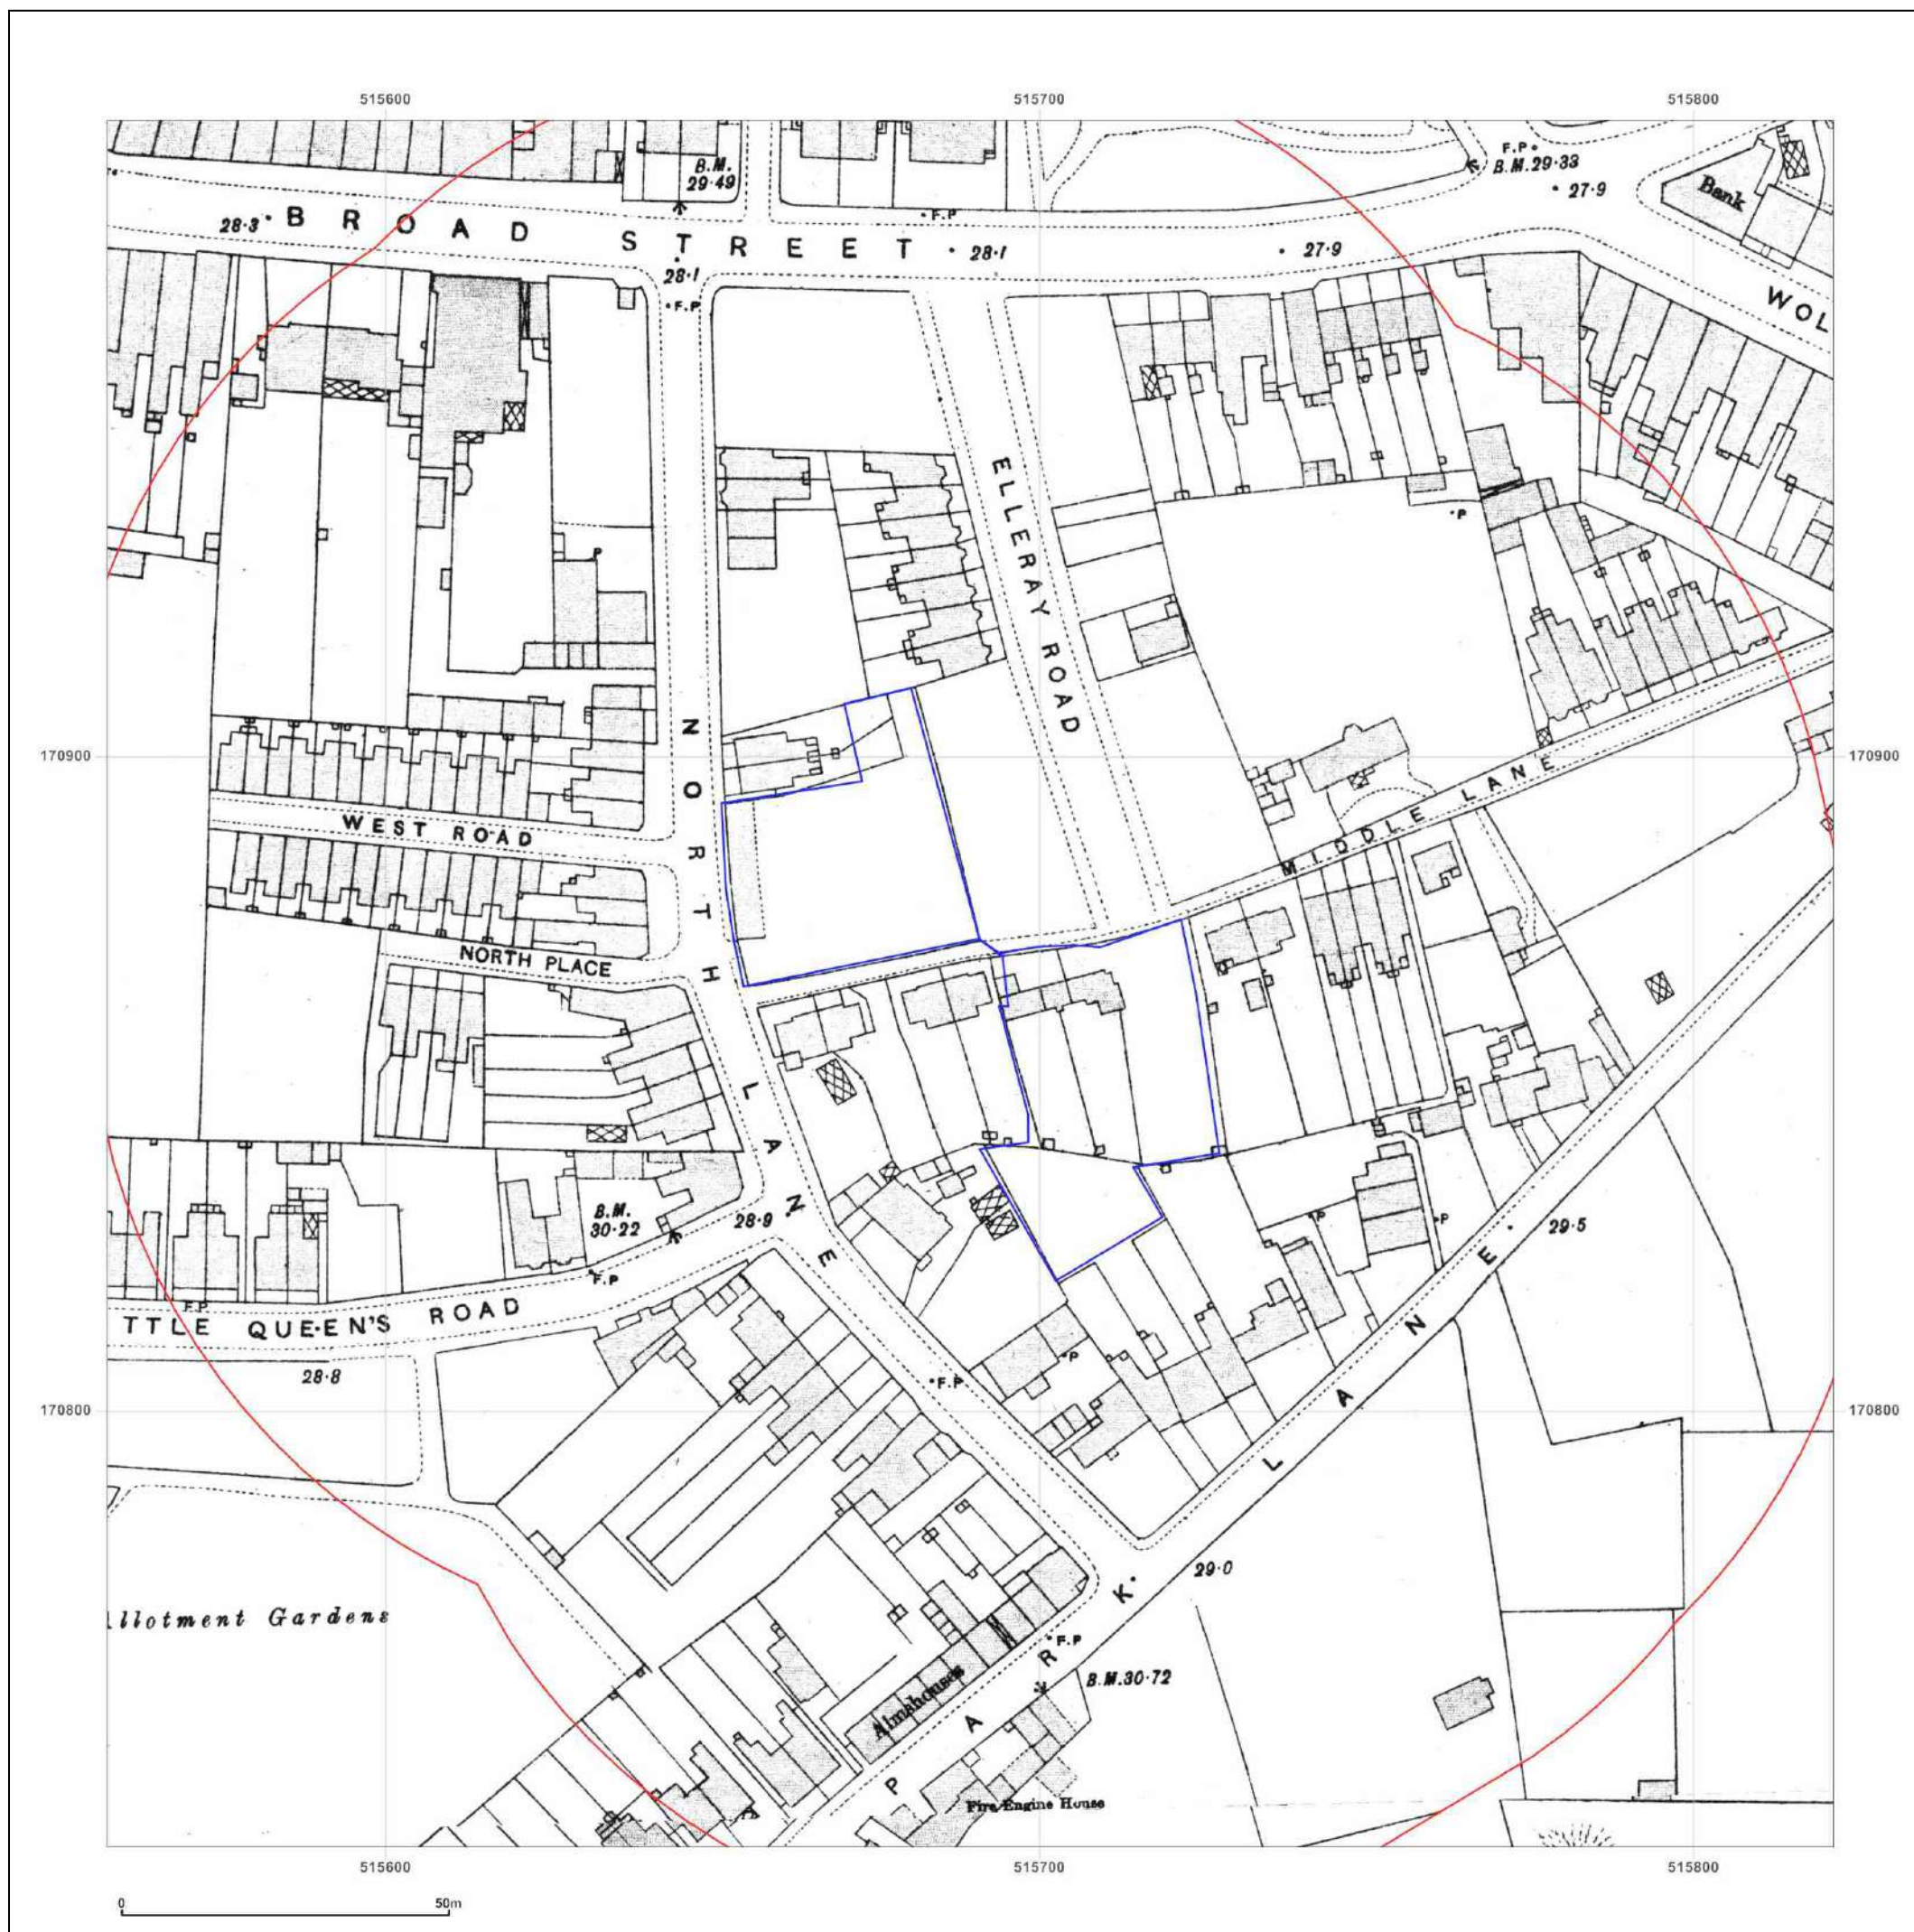 515600
515700
515800
B.M.
29·49
F.P.
B.M.29·33
27·9
Bank
28·3
BROAD STREET
F.P
28·1
27·9
28·1
F.P.
WOL
ELLERAY ROAD
P
P
NORTH LANE
170900
170900
WEST ROAD
MIDDLE LANE
NORTH PLACE
B.M.
30·22
28·9
P
P
29·5
F.P
F.P
TTLE QUEEN'S ROAD
28·8
P
F.P
170800
170800
PARK LANE
29·0
llotment Gardens
F.P
B.M.30·72
Almshouses
Fire Engine House
515600
515700
515800
0
50m